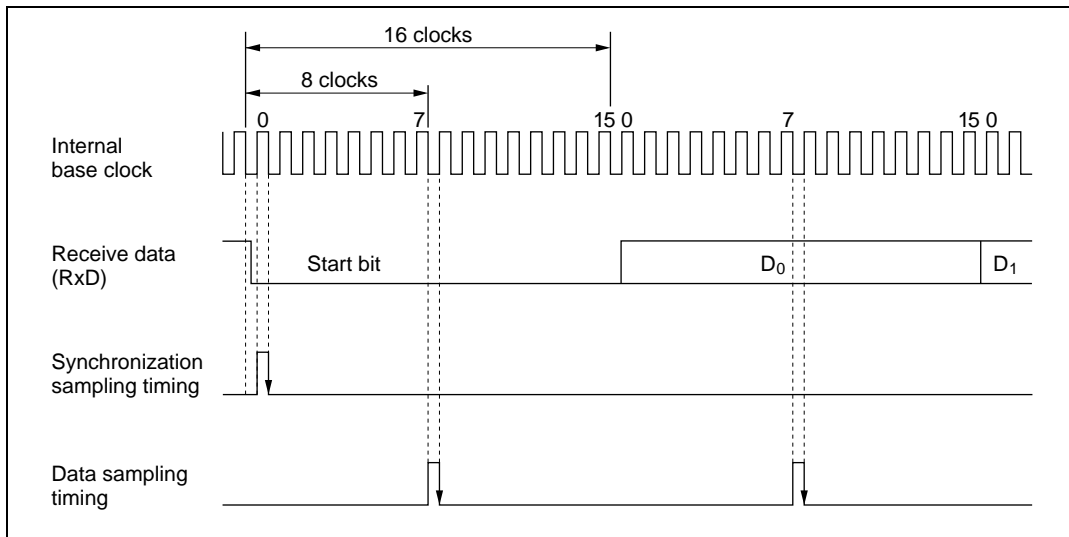 16 clocks
8 clocks
0 7 15 0 7 15 0
Internal
base clock
Receive data
(RxD)
Start bit D0 D1
Synchronization
sampling timing
Data sampling
timing